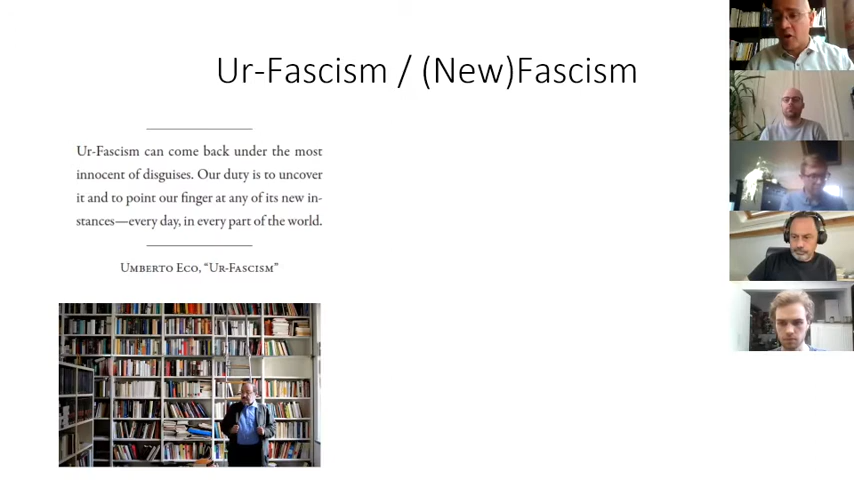 Ur-Fascism / (New)Fascism
Ur-Fascism can come back under the most
innocent of disguises. Our duty is to uncover
it and to point our finger at any of its new in-
stances—every day, in every part of the world.
Umberto Eco, “Ur-Fascism”